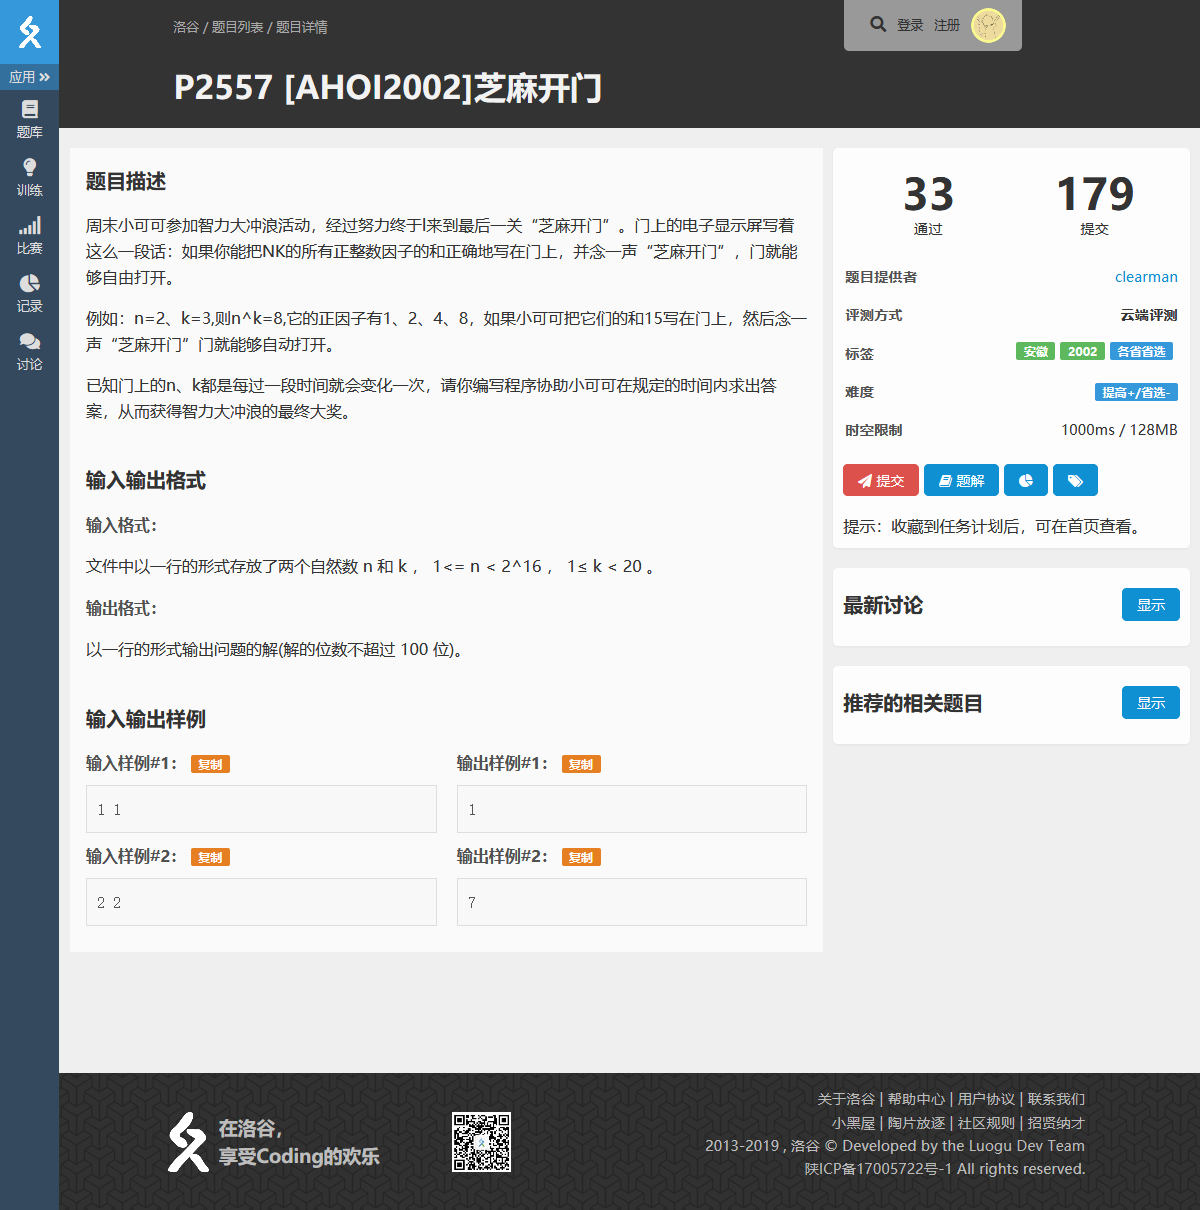 洛谷 / 题目列表 / 题目详情
登录 注册
P2557 [AHOI2002]芝麻开门
应用
题库
训练
比赛
记录
讨论
题目描述
周末小可可参加智力大冲浪活动，经过努力终于l来到最后一关“芝麻开门”。门上的电子显示屏写着
这么一段话：如果你能把NK的所有正整数因子的和正确地写在门上，并念一声“芝麻开门”，门就能
够自由打开。
例如：n=2、k=3,则n^k=8,它的正因子有1、2、4、8，如果小可可把它们的和15写在门上，然后念一
声“芝麻开门”门就能够自动打开。
已知门上的n、k都是每过一段时间就会变化一次，请你编写程序协助小可可在规定的时间内求出答
案，从而获得智力大冲浪的最终大奖。
输入输出格式
输入格式：
文件中以一行的形式存放了两个自然数 n 和 k ， 1<= n < 2^16 ， 1≤ k < 20 。
输出格式：
以一行的形式输出问题的解(解的位数不超过 100 位)。
输入输出样例
输入样例#1： 复制
1 1
输出样例#1： 复制
1
输入样例#2： 复制
2 2
输出样例#2： 复制
7
33 179
通过 提交
题目提供者 clearman
评测方式 云端评测
标签 安徽 2002 各省省选
难度 提高+/省选-
时空限制 1000ms / 128MB
提交 题解
提示：收藏到任务计划后，可在首页查看。
最新讨论 显示
推荐的相关题目 显示
在洛谷，
享受Coding的欢乐
关于洛谷 | 帮助中心 | 用户协议 | 联系我们
小黑屋 | 陶片放逐 | 社区规则 | 招贤纳才
2013-2019 , 洛谷 © Developed by the Luogu Dev Team
陕ICP备17005722号-1 All rights reserved.